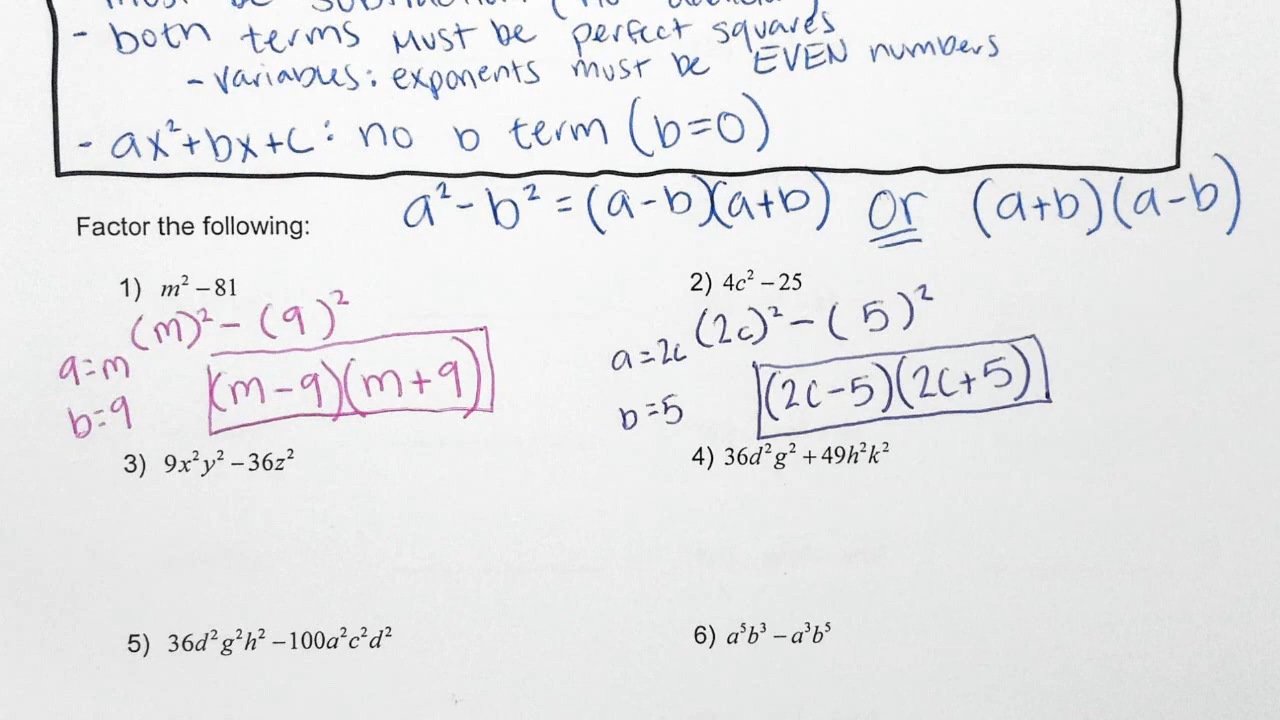 - both terms must be perfect squares
- variables: exponents must be EVEN numbers
- ax²+bx+c: no b term (b=0)
a² - b² = (a-b)(a+b) or (a+b)(a-b)
Factor the following:
1) m² – 81
(m)² - (9)²
a=m
b=9
(m-9)(m+9)
2) 4c² – 25
(2c)² - (5)²
a=2c
b=5
(2c-5)(2c+5)
3) 9x²y² – 36z²
4) 36d²g² + 49h²k²
5) 36d²g²h² – 100a²c²d²
6) a⁵b³ – a³b⁵